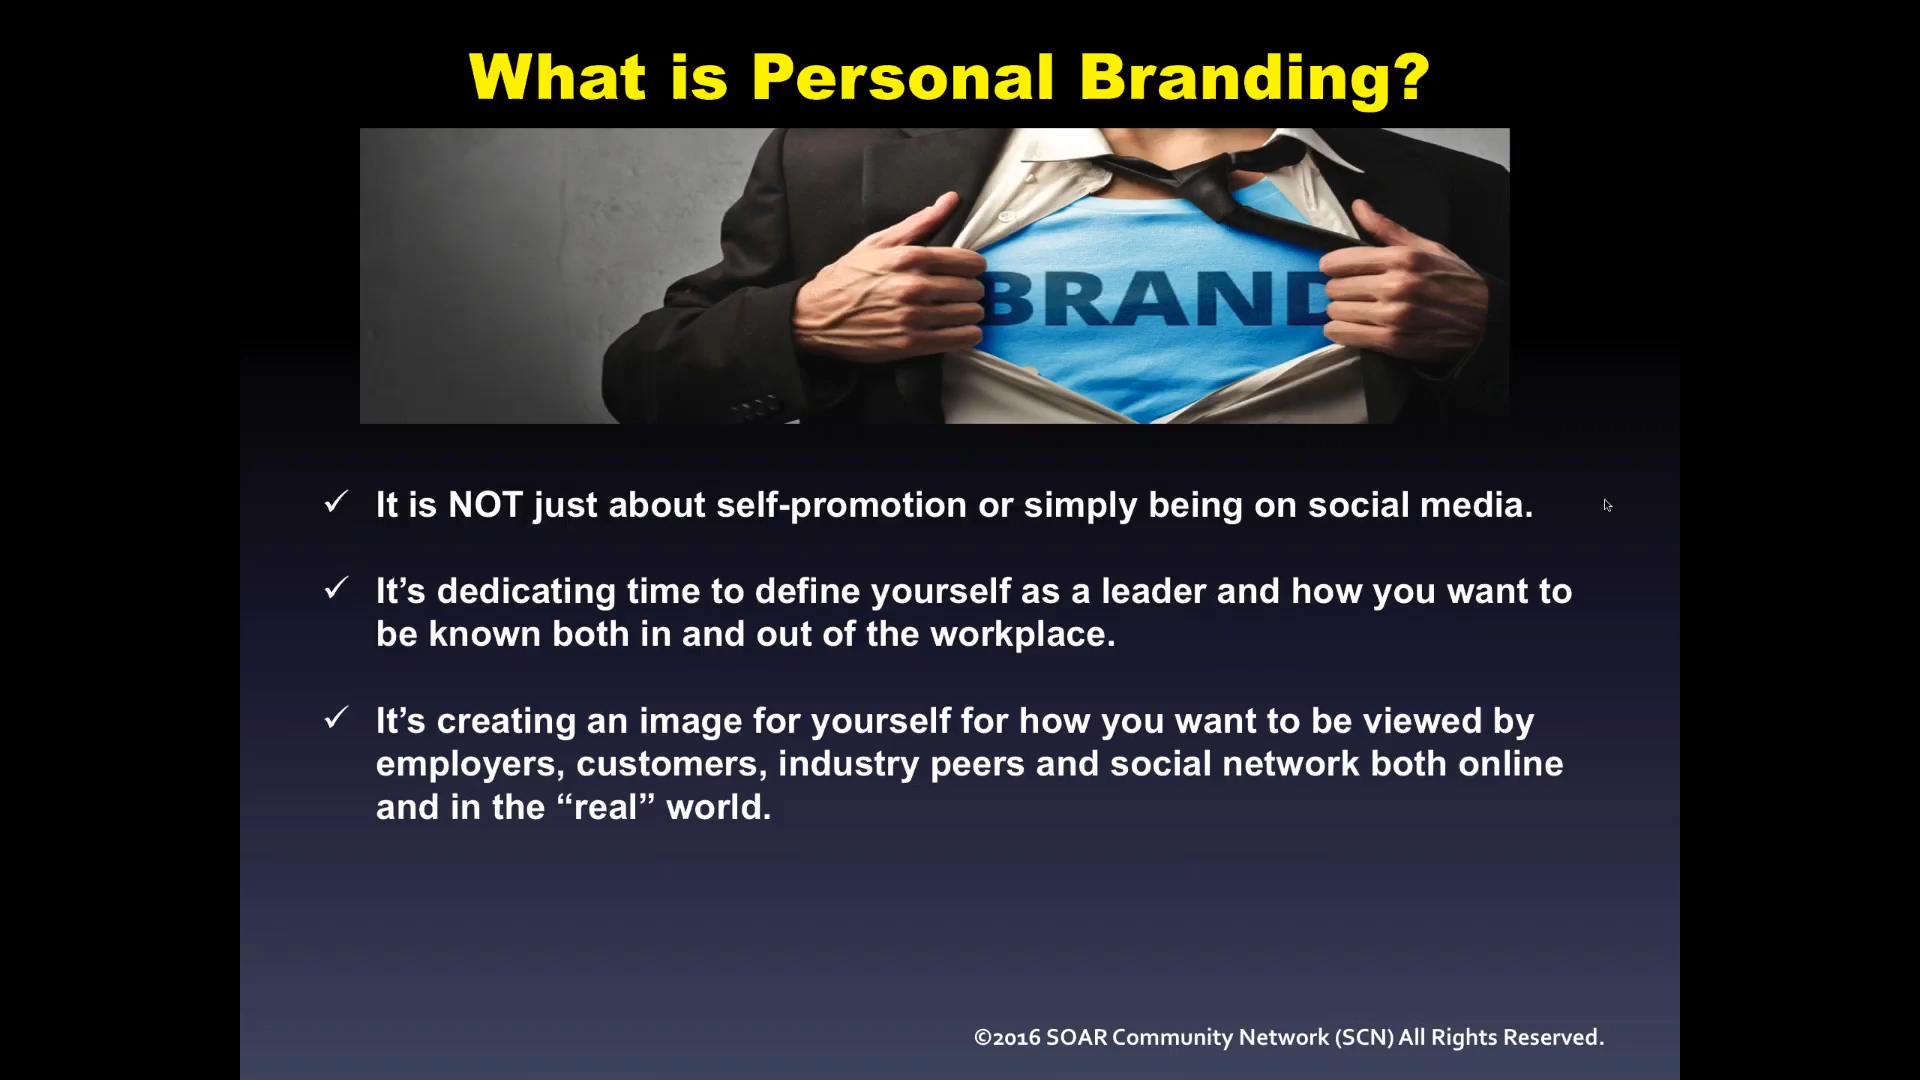 What is Personal Branding?
BRAND
✓ It is NOT just about self-promotion or simply being on social media.
✓ It’s dedicating time to define yourself as a leader and how you want to
be known both in and out of the workplace.
✓ It’s creating an image for yourself for how you want to be viewed by
employers, customers, industry peers and social network both online
and in the “real” world.
©2016 SOAR Community Network (SCN) All Rights Reserved.